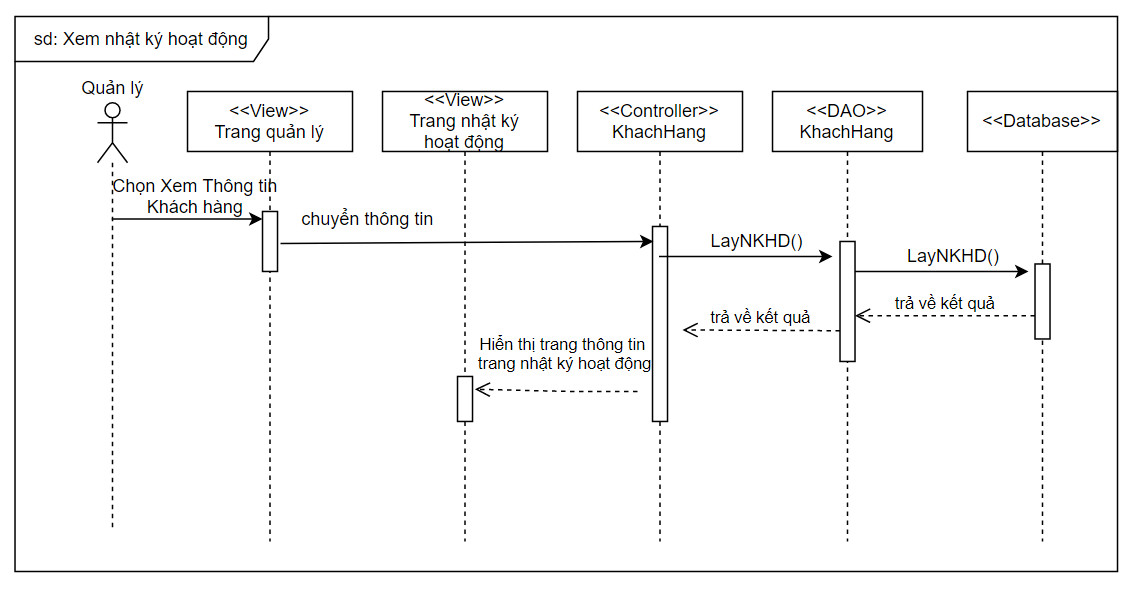 sd: Xem nhật ký hoạt động
Quản lý
<<View>>
Trang quản lý
<<View>>
Trang nhật ký
hoạt động
<<Controller>>
KhachHang
<<DAO>>
KhachHang
<<Database>>
Chọn Xem Thông tin
Khách hàng
chuyển thông tin
LayNKHD()
LayNKHD()
trả về kết quả
trả về kết quả
Hiển thị trang thông tin
trang nhật ký hoạt động